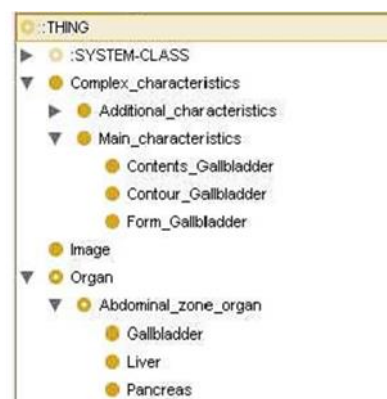 ::THING
:SYSTEM-CLASS
Complex_characteristics
Additional_characteristics
Main_characteristics
Contents_Gallbladder
Contour_Gallbladder
Form_Gallbladder
Image
Organ
Abdominal_zone_organ
Gallbladder
Liver
Pancreas